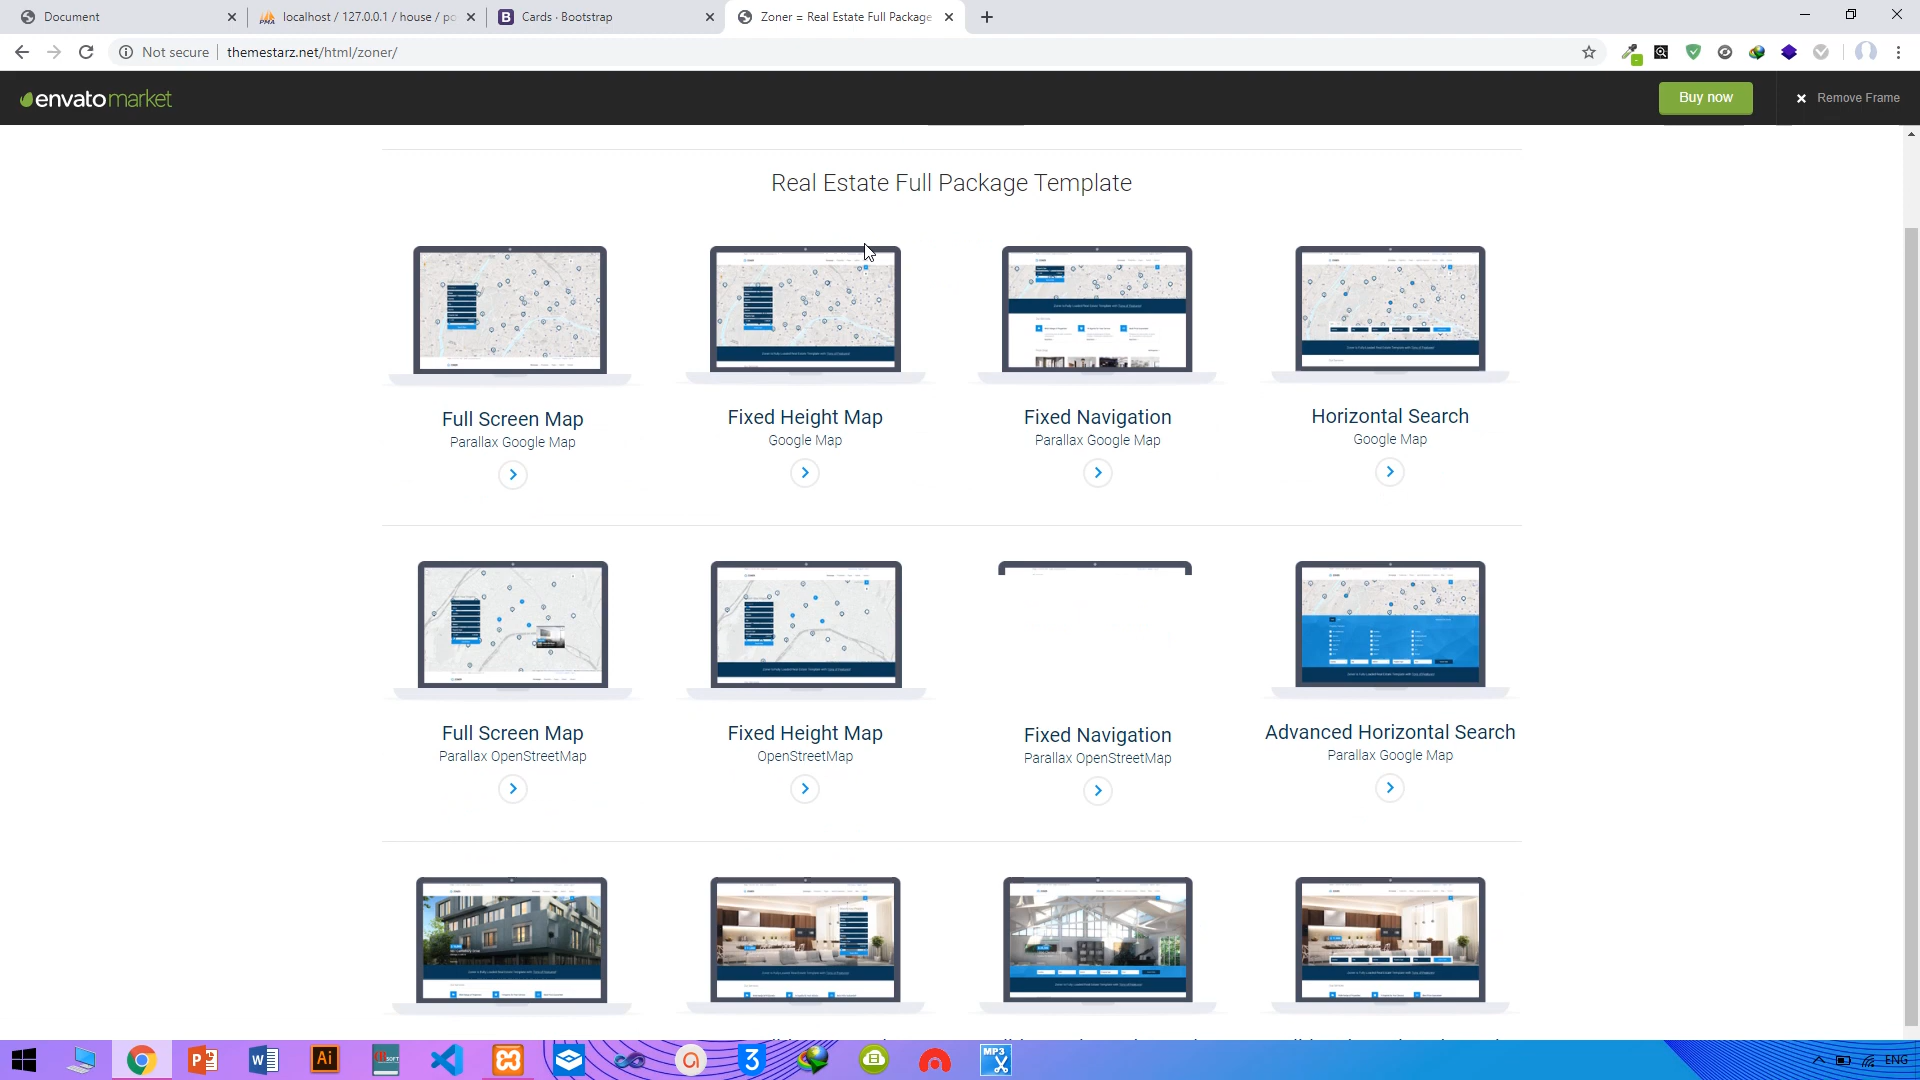 Document
localhost / 127.0.0.1 / house / po
Cards · Bootstrap
Zoner = Real Estate Full Package
Not secure
themestarz.net/html/zoner/
envatomarket
Buy now
Remove Frame
Real Estate Full Package Template
Full Screen Map
Parallax Google Map
Fixed Height Map
Google Map
Fixed Navigation
Parallax Google Map
Horizontal Search
Google Map
Full Screen Map
Parallax OpenStreetMap
Fixed Height Map
OpenStreetMap
Fixed Navigation
Parallax OpenStreetMap
Advanced Horizontal Search
Parallax Google Map
ENG